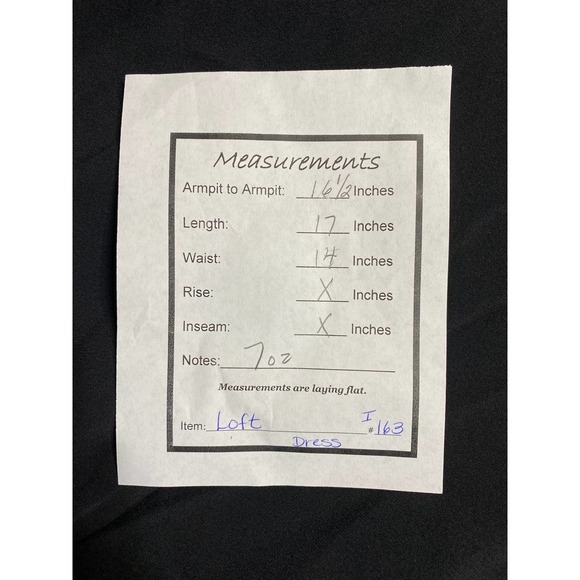 Measurements
Armpit to Armpit: 16 1/2 Inches
Length: 17 Inches
Waist: 14 Inches
Rise: X Inches
Inseam: X Inches
Notes: 7oz
Measurements are laying flat.
Item: Loft I #163
Dress